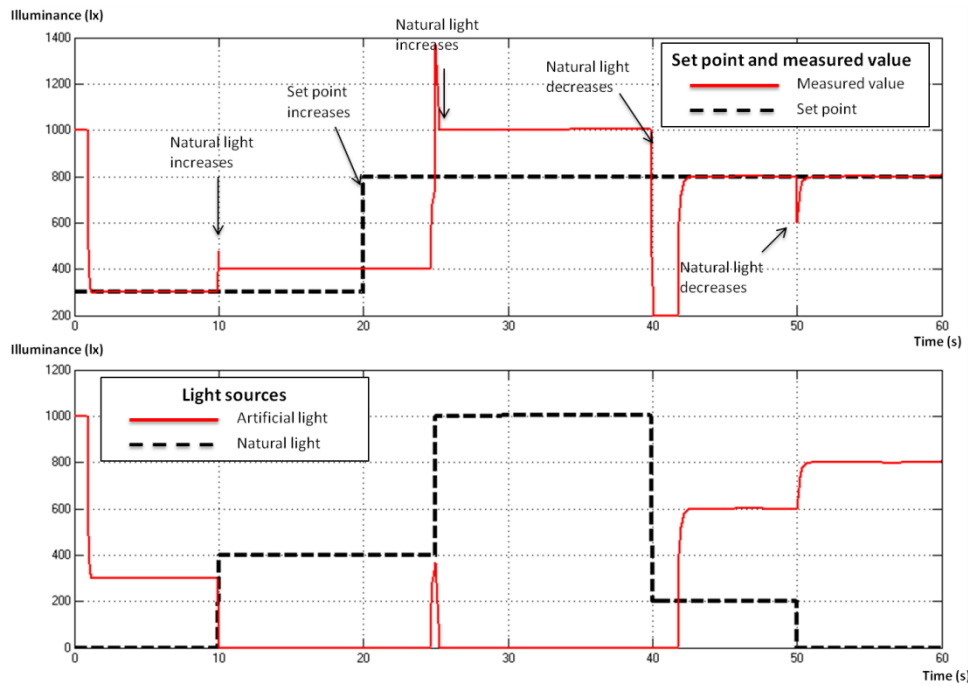 Illuminance (lx)
1400
1200
1000
800
600
400
200
0
10
20
30
40
50
60
Time (s)
Natural light
increases
Set point
increases
Natural light
increases
Natural light
decreases
Natural light
decreases
Set point and measured value
Measured value
Set point
Illuminance (lx)
1200
1000
800
600
400
200
0
0
10
20
30
40
50
60
Time (s)
Light sources
Artificial light
Natural light